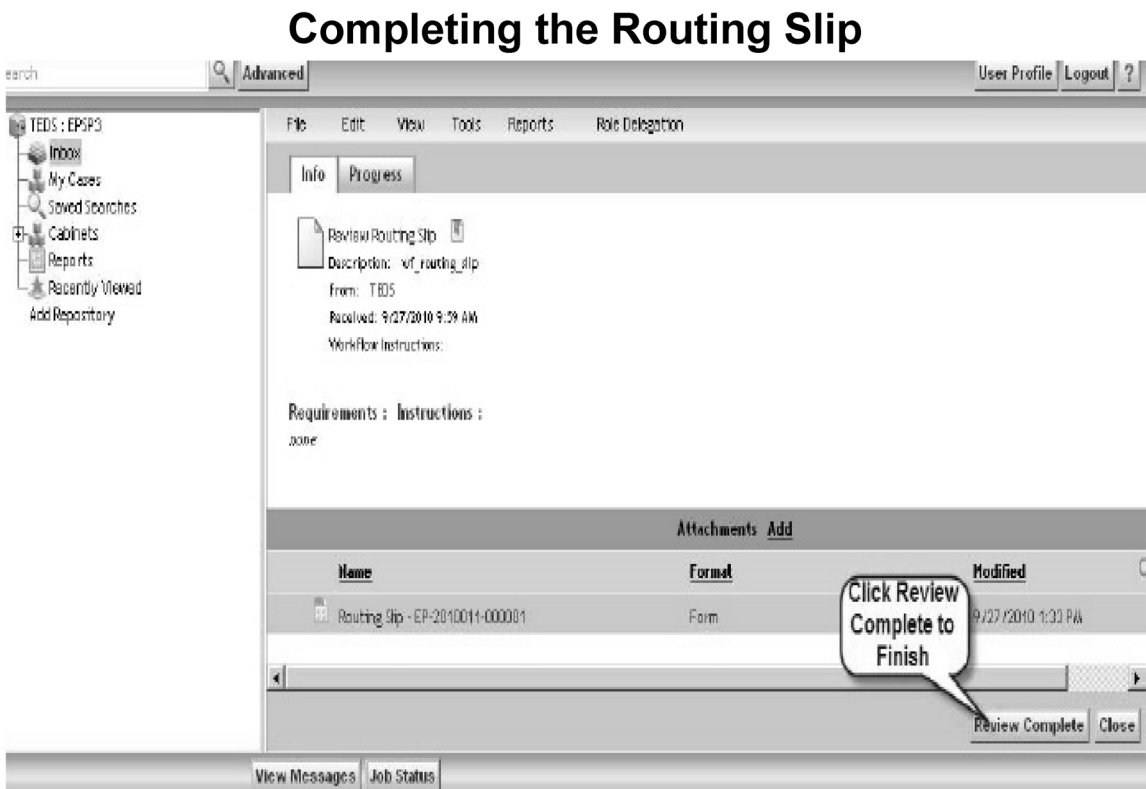 Completing the Routing Slip
earch
Advanced
User Profile Logout ?
TEDS : EPSP3
Inbox
My Cases
Saved Searches
Cabinets
Reports
Recently Viewed
Add Repository
File Edit View Tools Reports Role Delegation
Info Progress
Review Routing Slip
Description: wf_routing_slip
From: TEDS
Received: 9/27/2010 9:59 AM
Workflow Instructions:
Requirements : Instructions :
none
Attachments Add
Name Format Modified
Routing Slip - EP-2010011-000001 Form 9/27/2010 1:33 PM
Click Review
Complete to
Finish
Review Complete Close
View Messages Job Status